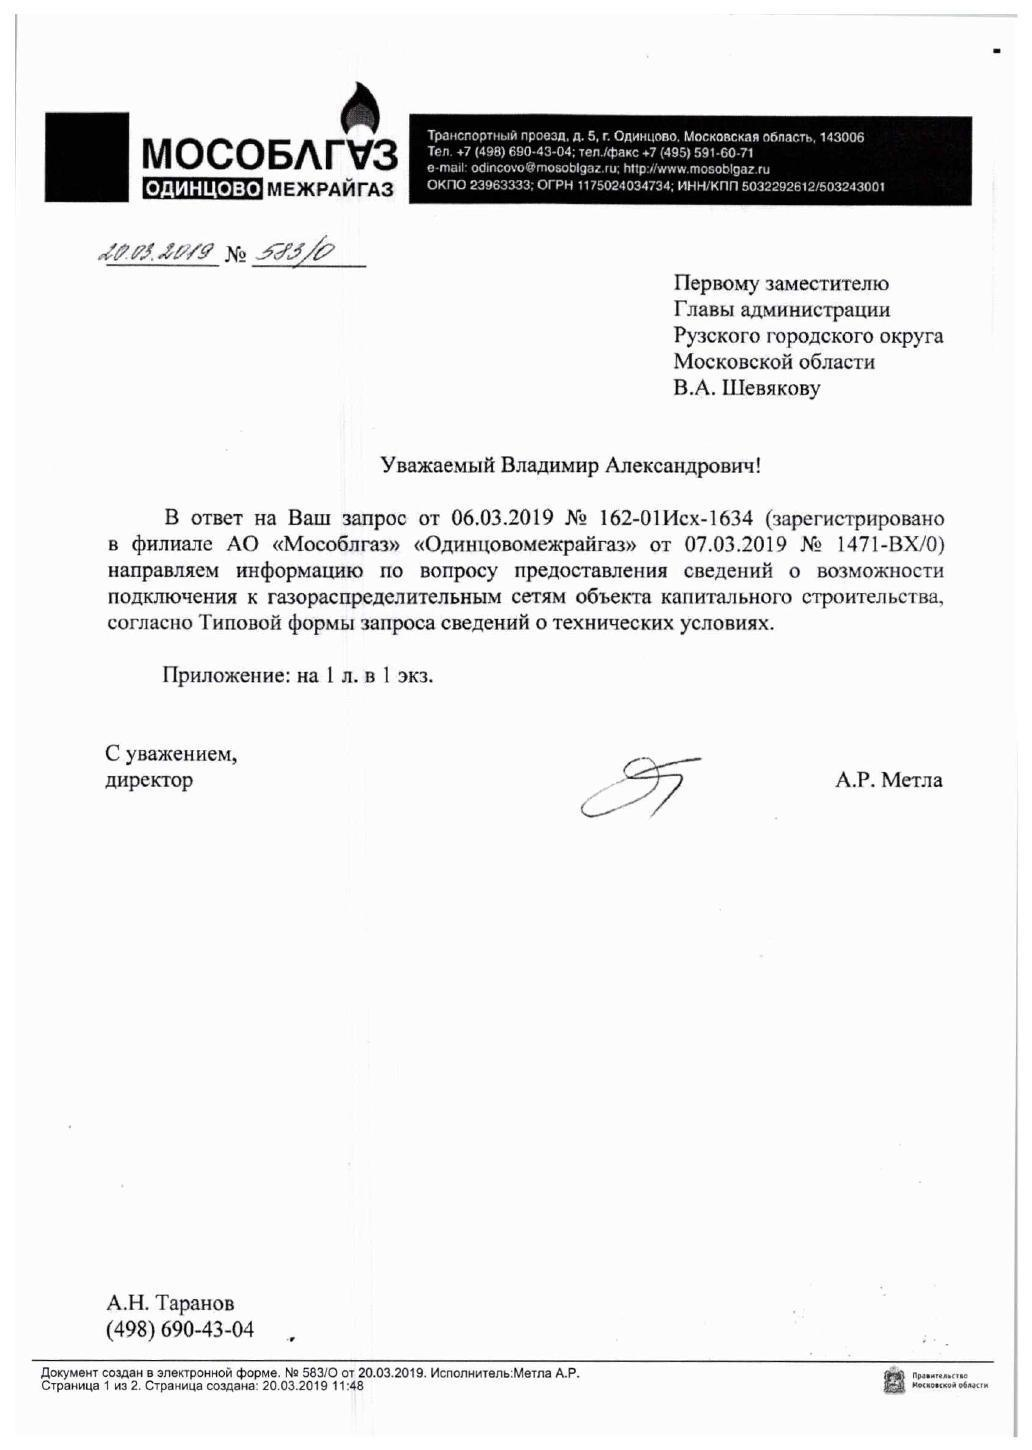 МОСОБЛГАЗ
ОДИНЦОВО МЕЖРАЙГАЗ
Транспортный проезд, д. 5, г. Одинцово, Московская область, 143006
Тел. +7 (498) 690-43-04; тел./факс +7 (495) 591-60-71
e-mail: odincovo@mosoblgaz.ru; http://www.mosoblgaz.ru
ОКПО 23963333; ОГРН 1175024034734; ИНН/КПП 5032292612/503243001
20.03.2019 № 583/О
Первому заместителю
Главы администрации
Рузского городского округа
Московской области
В.А. Шевякову
Уважаемый Владимир Александрович!
В ответ на Ваш запрос от 06.03.2019 № 162-01Исх-1634 (зарегистрировано
в филиале АО «Мособлгаз» «Одинцовомежрайгаз» от 07.03.2019 № 1471-ВХ/0)
направляем информацию по вопросу предоставления сведений о возможности
подключения к газораспределительным сетям объекта капитального строительства,
согласно Типовой формы запроса сведений о технических условиях.
Приложение: на 1 л. в 1 экз.
С уважением,
директор
А.Р. Метла
А.Н. Таранов
(498) 690-43-04
Документ создан в электронной форме. № 583/О от 20.03.2019. Исполнитель:Метла А.Р.
Страница 1 из 2. Страница создана: 20.03.2019 11:48
Правительство
Московской области